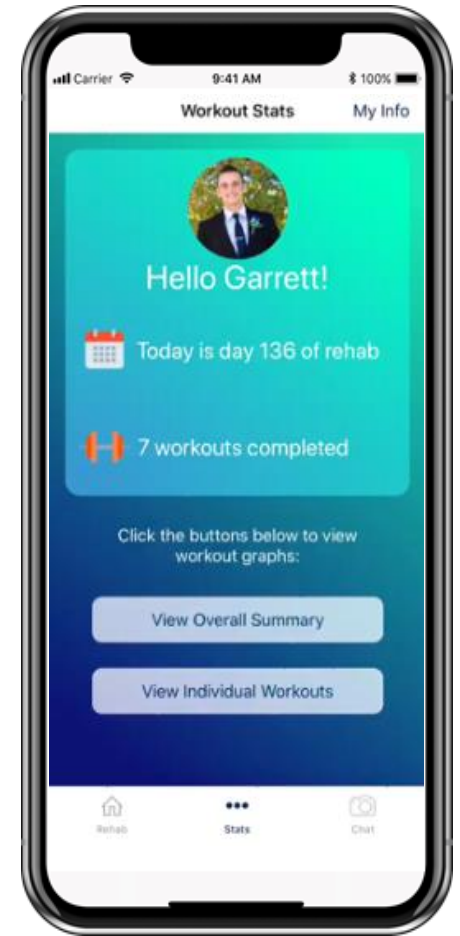 Carrier 9:41 AM 100%
Workout Stats My Info
Hello Garrett!
Today is day 136 of rehab
7 workouts completed
Click the buttons below to view
workout graphs:
View Overall Summary
View Individual Workouts
Rehab Stats Chat